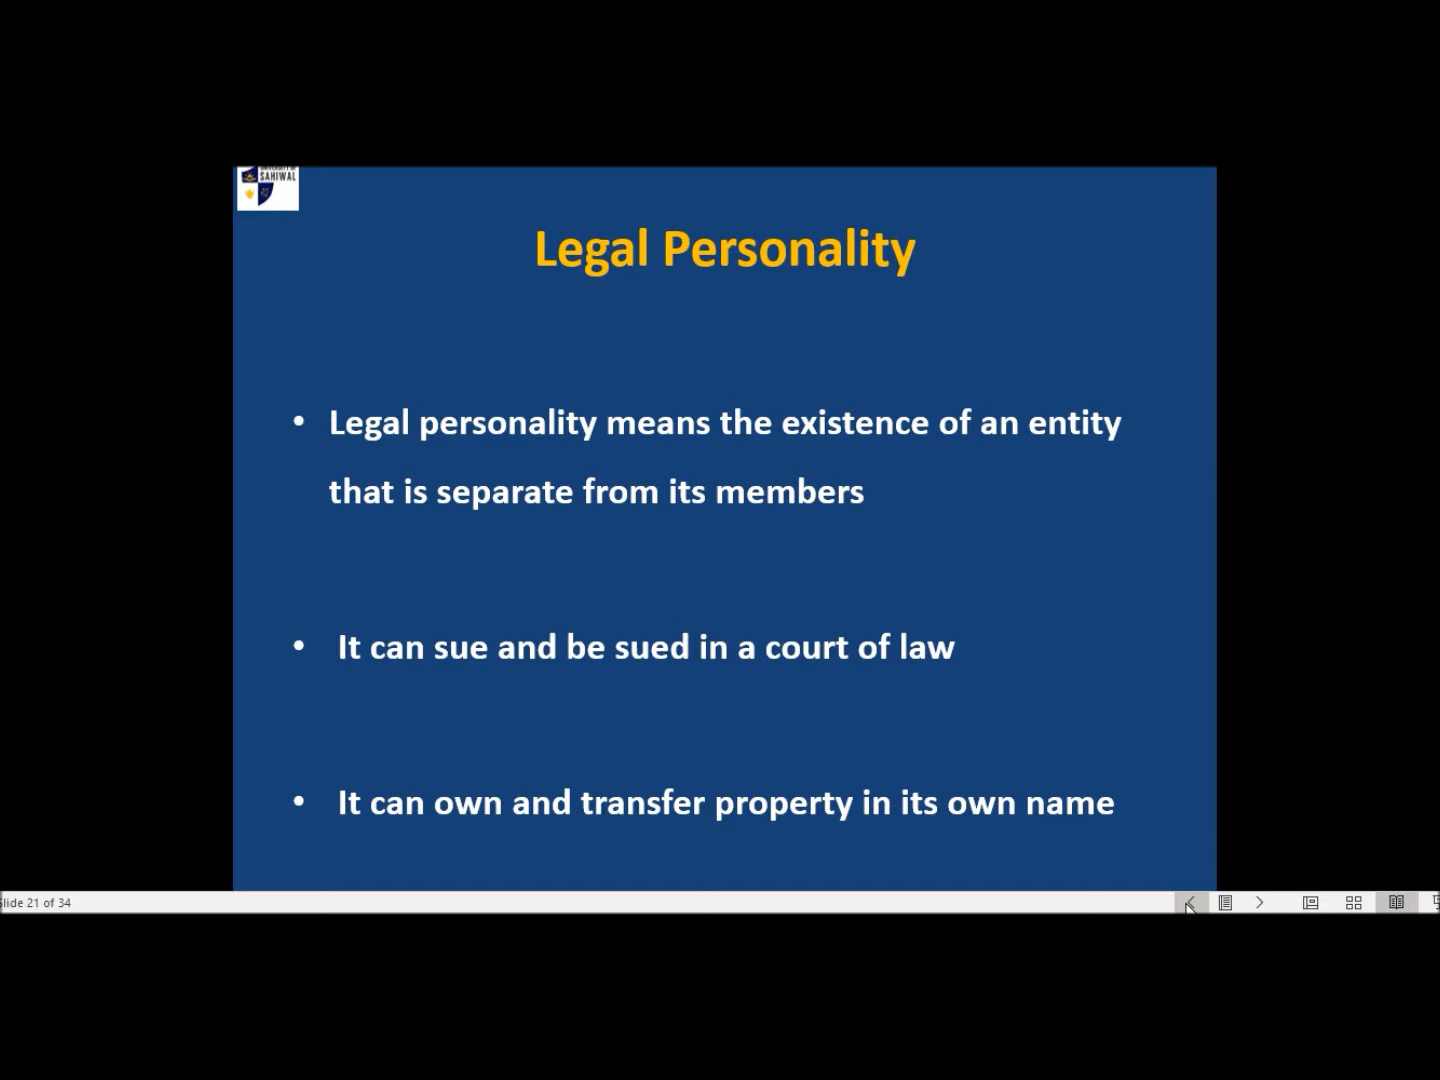 SAHIWAL
Legal Personality
• Legal personality means the existence of an entity
that is separate from its members
• It can sue and be sued in a court of law
• It can own and transfer property in its own name
Slide 21 of 34